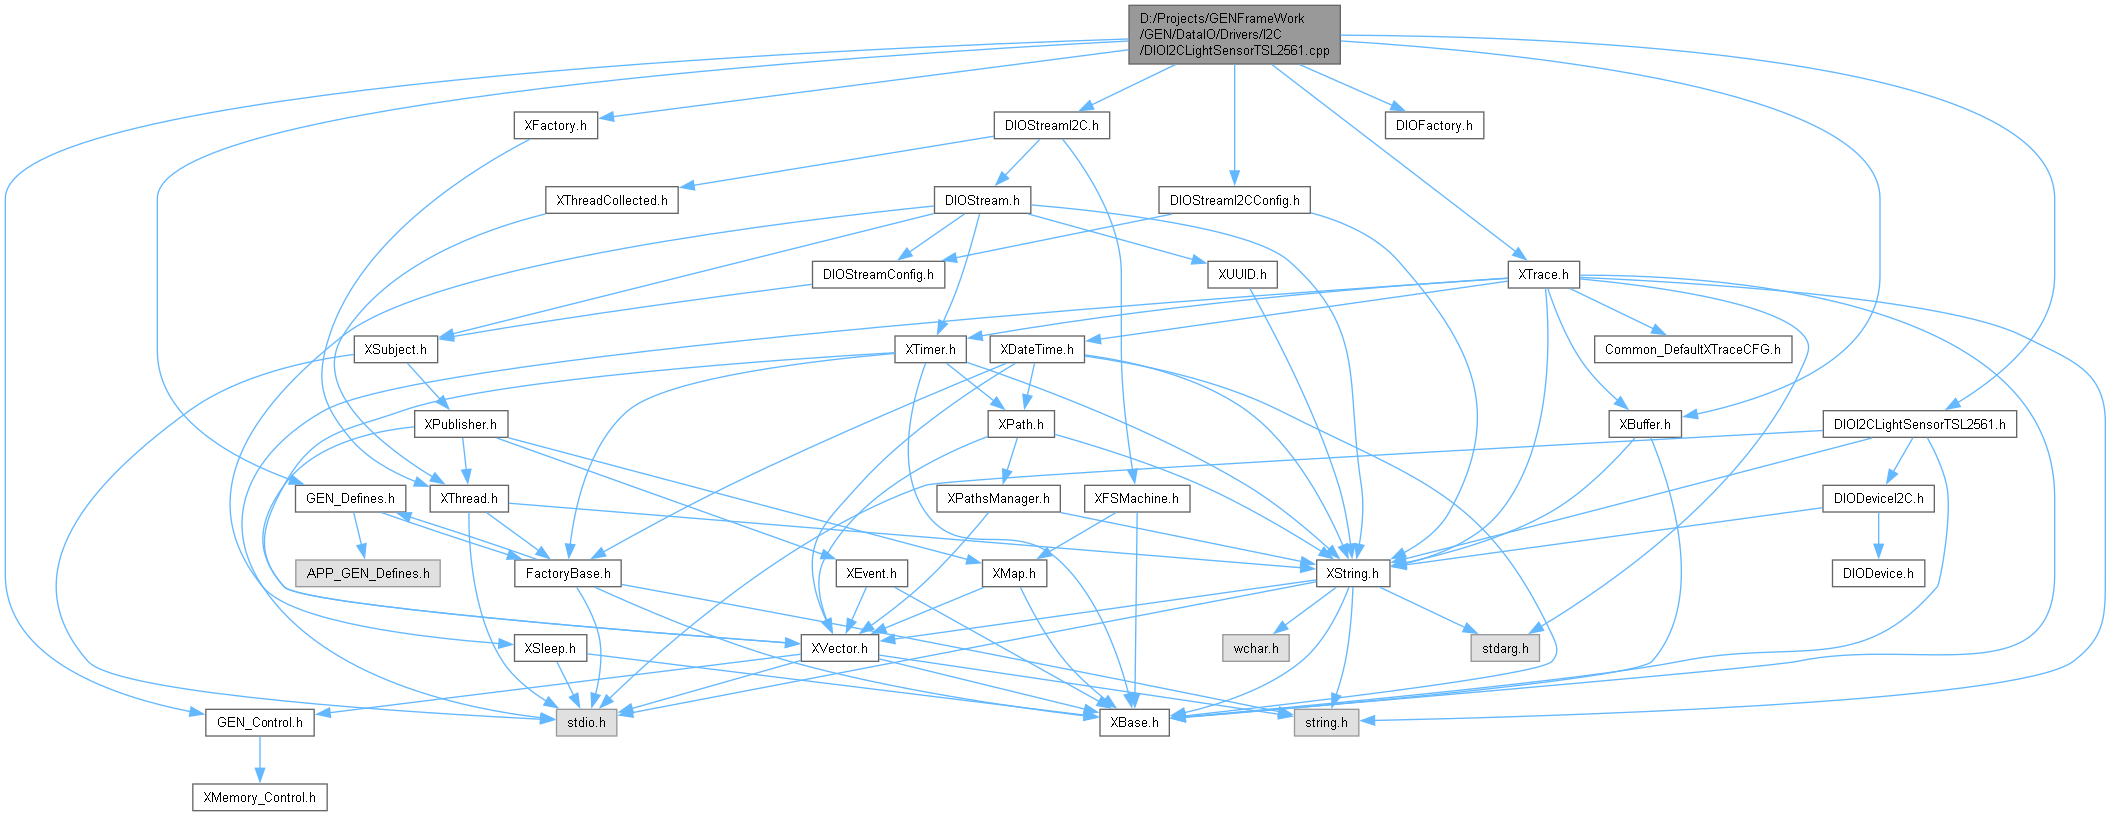 D:/Projects/GENFrameWork
/GEN/DataIO/Drivers/I2C
/DIOI2CLightSensorTSL2561.cpp
XFactory.h
DIOStreamI2C.h
DIOFactory.h
XThreadCollected.h
DIOStream.h
DIOStreamI2CConfig.h
DIOStreamConfig.h
XUUID.h
XTrace.h
XSubject.h
XTimer.h
XDateTime.h
Common_DefaultXTraceCFG.h
XPublisher.h
XPath.h
XBuffer.h
DIOI2CLightSensorTSL2561.h
GEN_Defines.h
XThread.h
XPathsManager.h
XFSMachine.h
DIODeviceI2C.h
APP_GEN_Defines.h
FactoryBase.h
XEvent.h
XMap.h
XString.h
DIODevice.h
XSleep.h
XVector.h
wchar.h
stdarg.h
GEN_Control.h
stdio.h
XBase.h
string.h
XMemory_Control.h